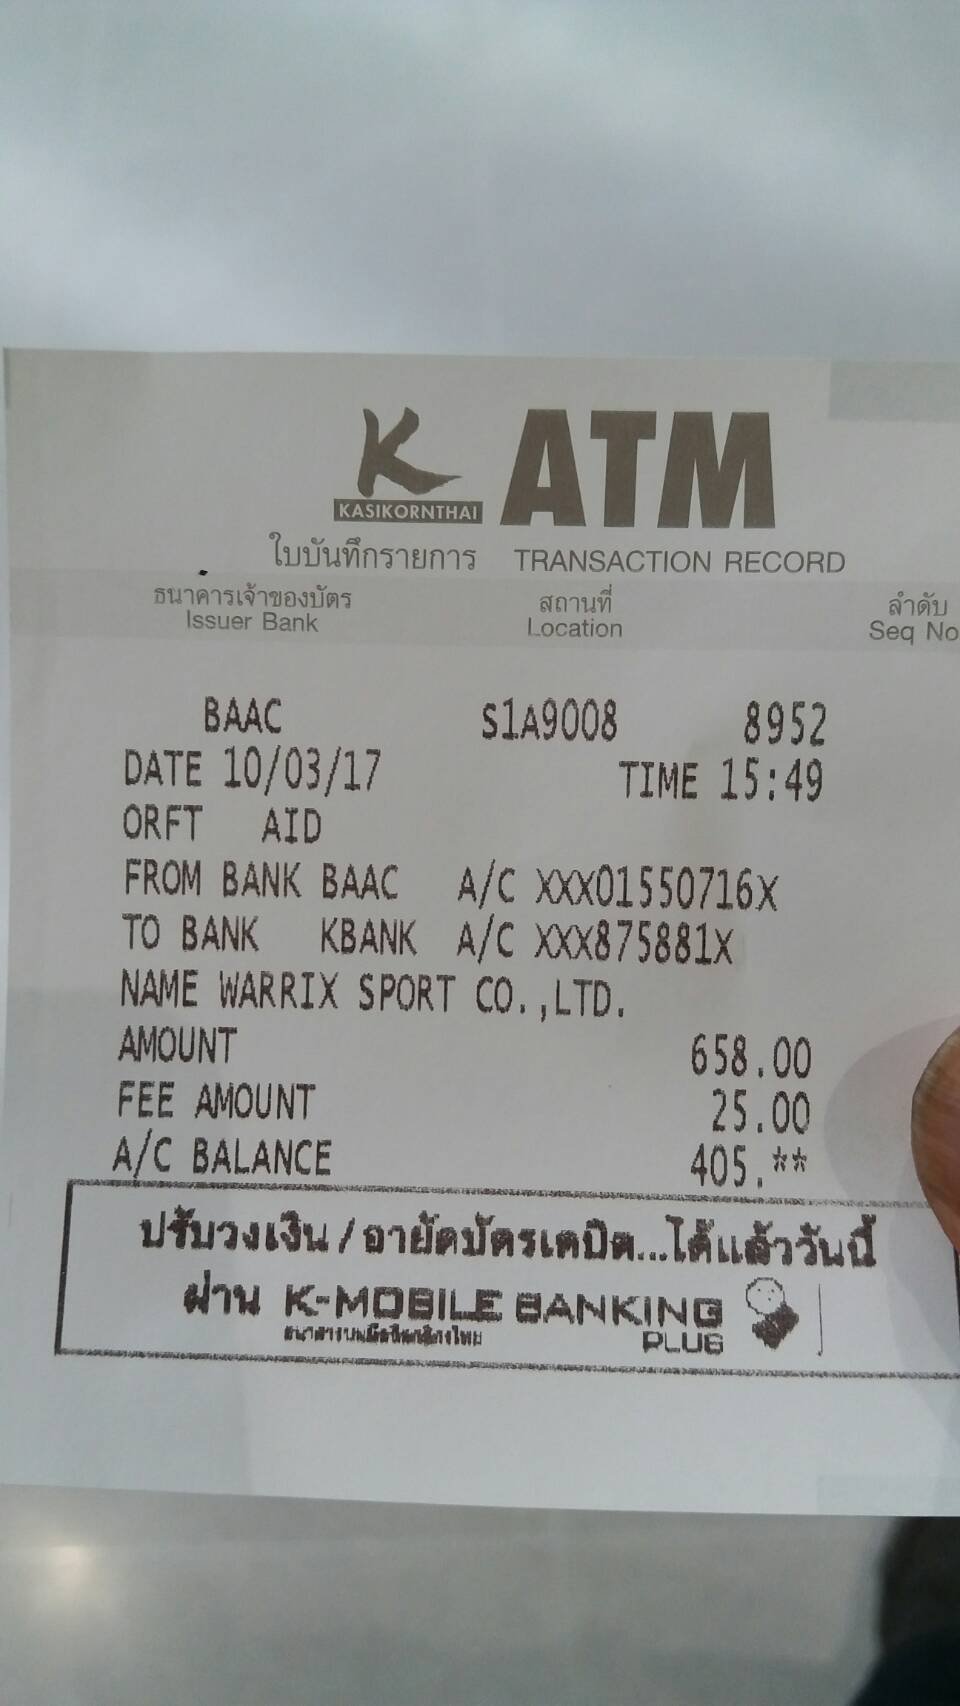 K ATM
KASIKORNTHAI
ใบบันทึกรายการ TRANSACTION RECORD
ธนาคารเจ้าของบัตร สถานที่ ลำดับ
Issuer Bank Location Seq No
BAAC S1A9008 8952
DATE 10/03/17 TIME 15:49
ORFT AID
FROM BANK BAAC A/C XXX01550716X
TO BANK KBANK A/C XXX875881X
NAME WARRIX SPORT CO.,LTD.
AMOUNT 658.00
FEE AMOUNT 25.00
A/C BALANCE 405.**
ปรับวงเงิน / อายัดบัตรเดบิต...ได้แล้ววันนี้
ผ่าน K-MOBILE BANKING
PLUS